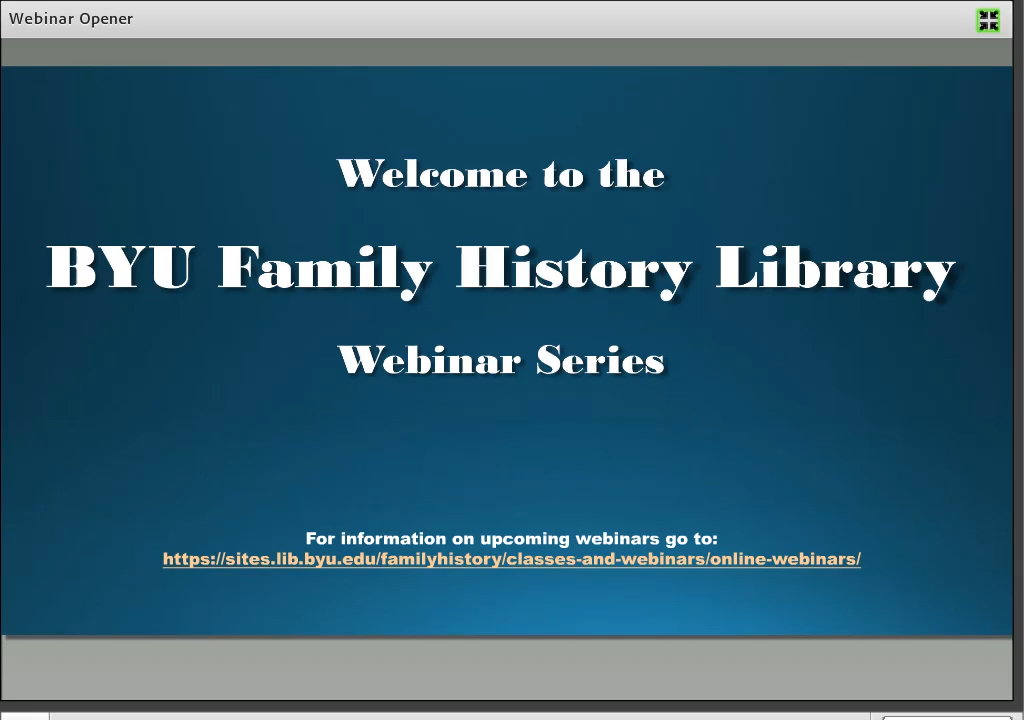 Webinar Opener
Welcome to the
BYU Family History Library
Webinar Series
For information on upcoming webinars go to:
https://sites.lib.byu.edu/familyhistory/classes-and-webinars/online-webinars/